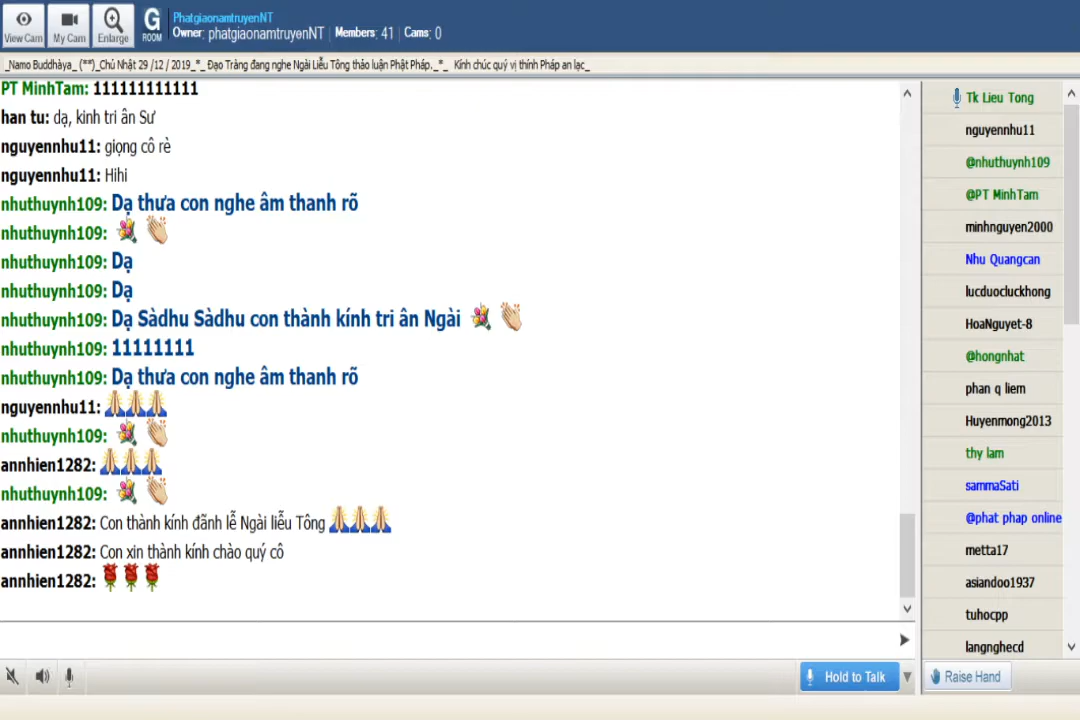 View Cam
My Cam
Enlarge
G
ROOM
PhatgiaonamtruyenNT
Owner: phatgiaonamtruyenNT | Members: 41 | Cams: 0
_Namo Buddhàya_ (**)_Chủ Nhật 29 /12 / 2019_*_ Đạo Tràng đang nghe Ngài Liễu Tông thảo luận Phật Pháp._*_ Kính chúc quý vị thính Pháp an lạc_
PT MinhTam: 111111111111
han tu: dạ, kinh tri ân Sư
nguyennhu11: giọng cô rè
nguyennhu11: Hihi
nhuthuynh109: Dạ thưa con nghe âm thanh rõ
nhuthuynh109:
nhuthuynh109: Dạ
nhuthuynh109: Dạ
nhuthuynh109: Dạ Sàdhu Sàdhu con thành kính tri ân Ngài
nhuthuynh109: 11111111
nhuthuynh109: Dạ thưa con nghe âm thanh rõ
nguyennhu11:
nhuthuynh109:
annhien1282:
nhuthuynh109:
annhien1282: Con thành kính đãnh lễ Ngài liễu Tông
annhien1282: Con xin thành kính chào quý cô
annhien1282:
Tk Lieu Tong
nguyennhu11
@nhuthuynh109
@PT MinhTam
minhnguyen2000
Nhu Quangcan
lucduocluckhong
HoaNguyet-8
@hongnhat
phan q liem
Huyenmong2013
thy lam
sammaSati
@phat phap online
metta17
asiandoo1937
tuhocpp
langnghecd
Hold to Talk
Raise Hand